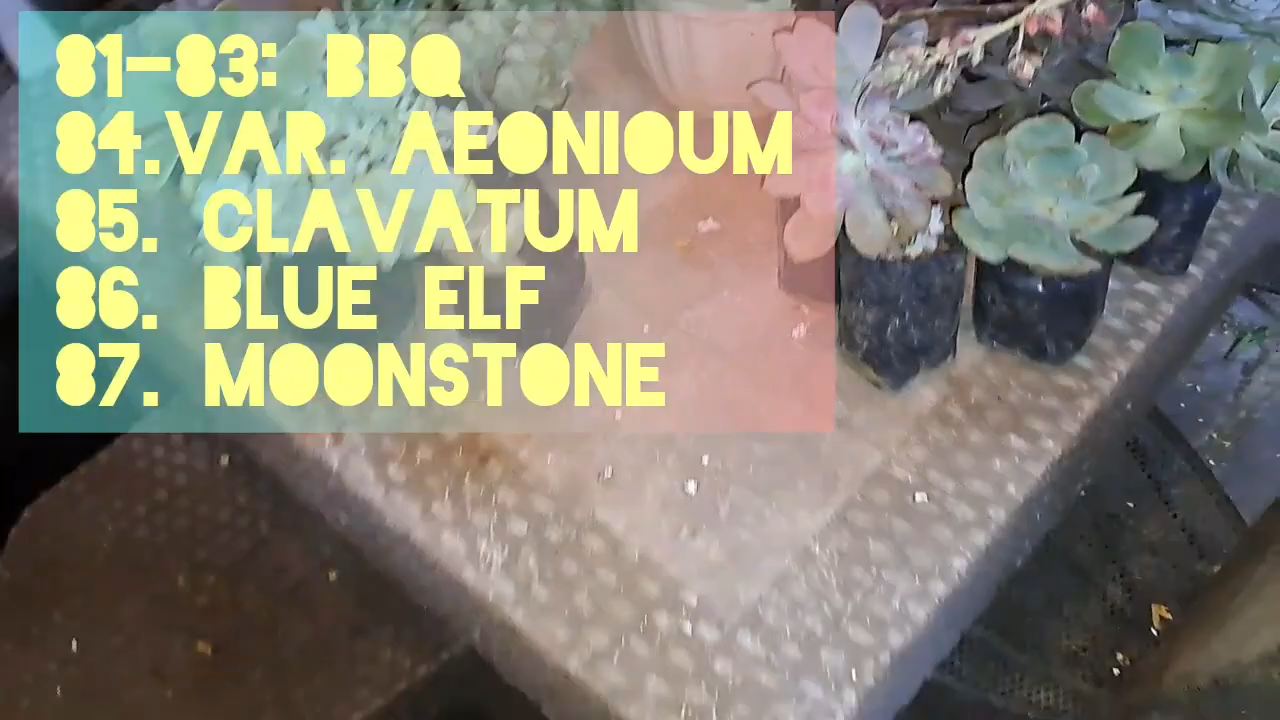 81-83: BBQ
84.VAR. AEONIOUM
85. CLAVATUM
86. BLUE ELF
87. MOONSTONE